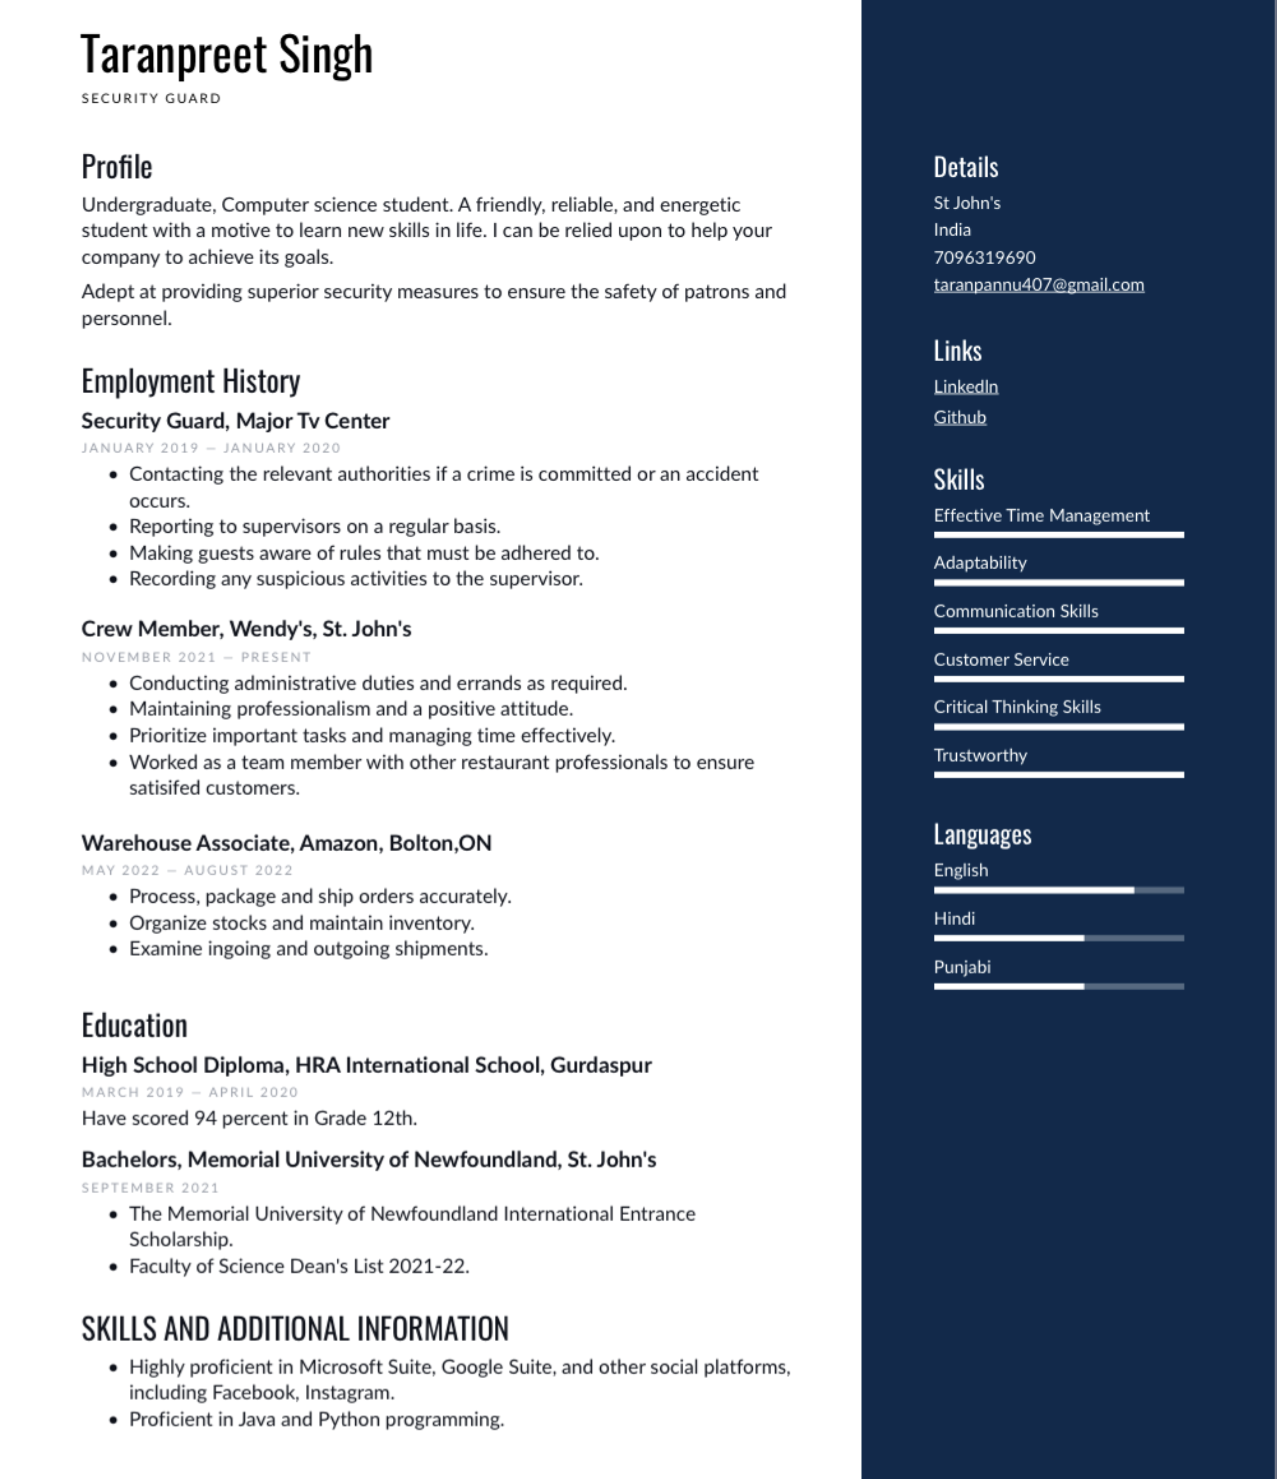 Taranpreet Singh
SECURITY GUARD
Profile
Undergraduate, Computer science student. A friendly, reliable, and energetic
student with a motive to learn new skills in life. I can be relied upon to help your
company to achieve its goals.
Adept at providing superior security measures to ensure the safety of patrons and
personnel.
Employment History
Security Guard, Major Tv Center
JANUARY 2019 — JANUARY 2020
• Contacting the relevant authorities if a crime is committed or an accident
occurs.
• Reporting to supervisors on a regular basis.
• Making guests aware of rules that must be adhered to.
• Recording any suspicious activities to the supervisor.
Crew Member, Wendy's, St. John's
NOVEMBER 2021 — PRESENT
• Conducting administrative duties and errands as required.
• Maintaining professionalism and a positive attitude.
• Prioritize important tasks and managing time effectively.
• Worked as a team member with other restaurant professionals to ensure
satisifed customers.
Warehouse Associate, Amazon, Bolton,ON
MAY 2022 — AUGUST 2022
• Process, package and ship orders accurately.
• Organize stocks and maintain inventory.
• Examine ingoing and outgoing shipments.
Education
High School Diploma, HRA International School, Gurdaspur
MARCH 2019 — APRIL 2020
Have scored 94 percent in Grade 12th.
Bachelors, Memorial University of Newfoundland, St. John's
SEPTEMBER 2021
• The Memorial University of Newfoundland International Entrance
Scholarship.
• Faculty of Science Dean's List 2021-22.
SKILLS AND ADDITIONAL INFORMATION
• Highly proficient in Microsoft Suite, Google Suite, and other social platforms,
including Facebook, Instagram.
• Proficient in Java and Python programming.
Details
St John's
India
7096319690
taranpannu407@gmail.com
Links
LinkedIn
Github
Skills
Effective Time Management
Adaptability
Communication Skills
Customer Service
Critical Thinking Skills
Trustworthy
Languages
English
Hindi
Punjabi